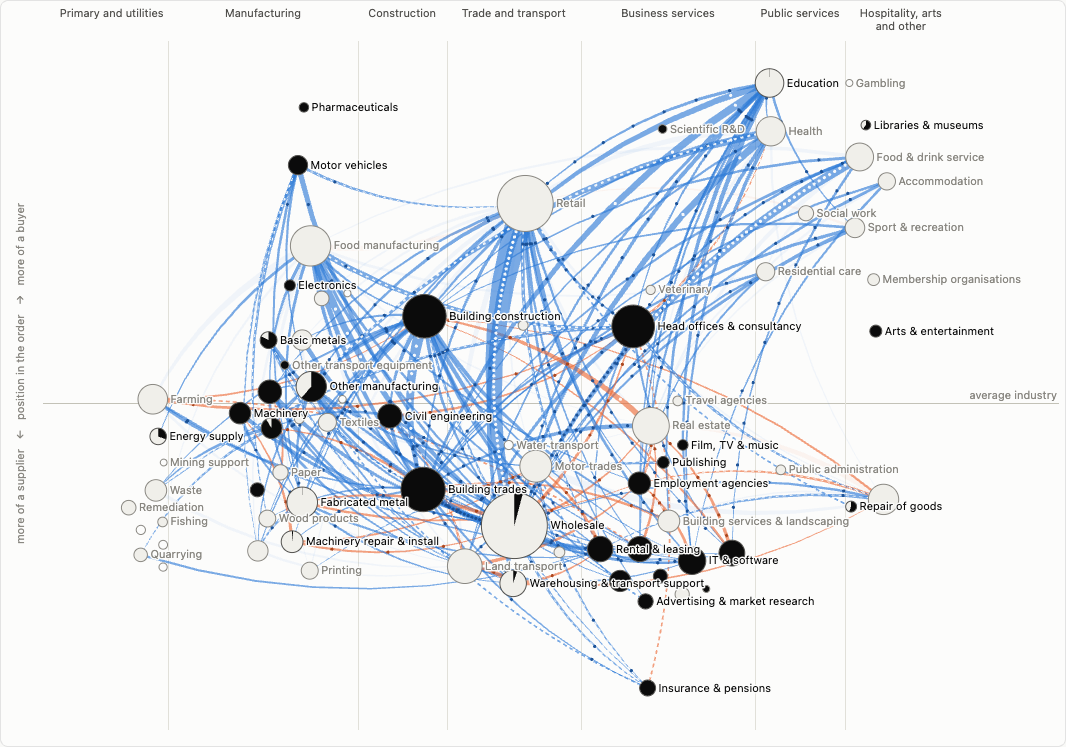 Primary and utilities
Manufacturing
Construction
Trade and transport
Business services
Public services
Hospitality, arts
and other
position in the order → more of a buyer
more of a supplier ←
Education
Gambling
Pharmaceuticals
Libraries & museums
Scientific R&D
Health
Food & drink service
Motor vehicles
Accommodation
Retail
Social work
Sport & recreation
Food manufacturing
Residential care
Membership organisations
Electronics
Veterinary
Building construction
Head offices & consultancy
Arts & entertainment
Basic metals
Other transport equipment
Other manufacturing
average industry
Farming
Travel agencies
Machinery
Civil engineering
Textiles
Real estate
Energy supply
Water transport
Film, TV & music
Mining support
Motor trades
Publishing
Public administration
Paper
Employment agencies
Waste
Building trades
Fabricated metal
Remediation
Repair of goods
Fishing
Wood products
Wholesale
Building services & landscaping
Machinery repair & install
Rental & leasing
Quarrying
IT & software
Land transport
Printing
Warehousing & transport support
Advertising & market research
Insurance & pensions